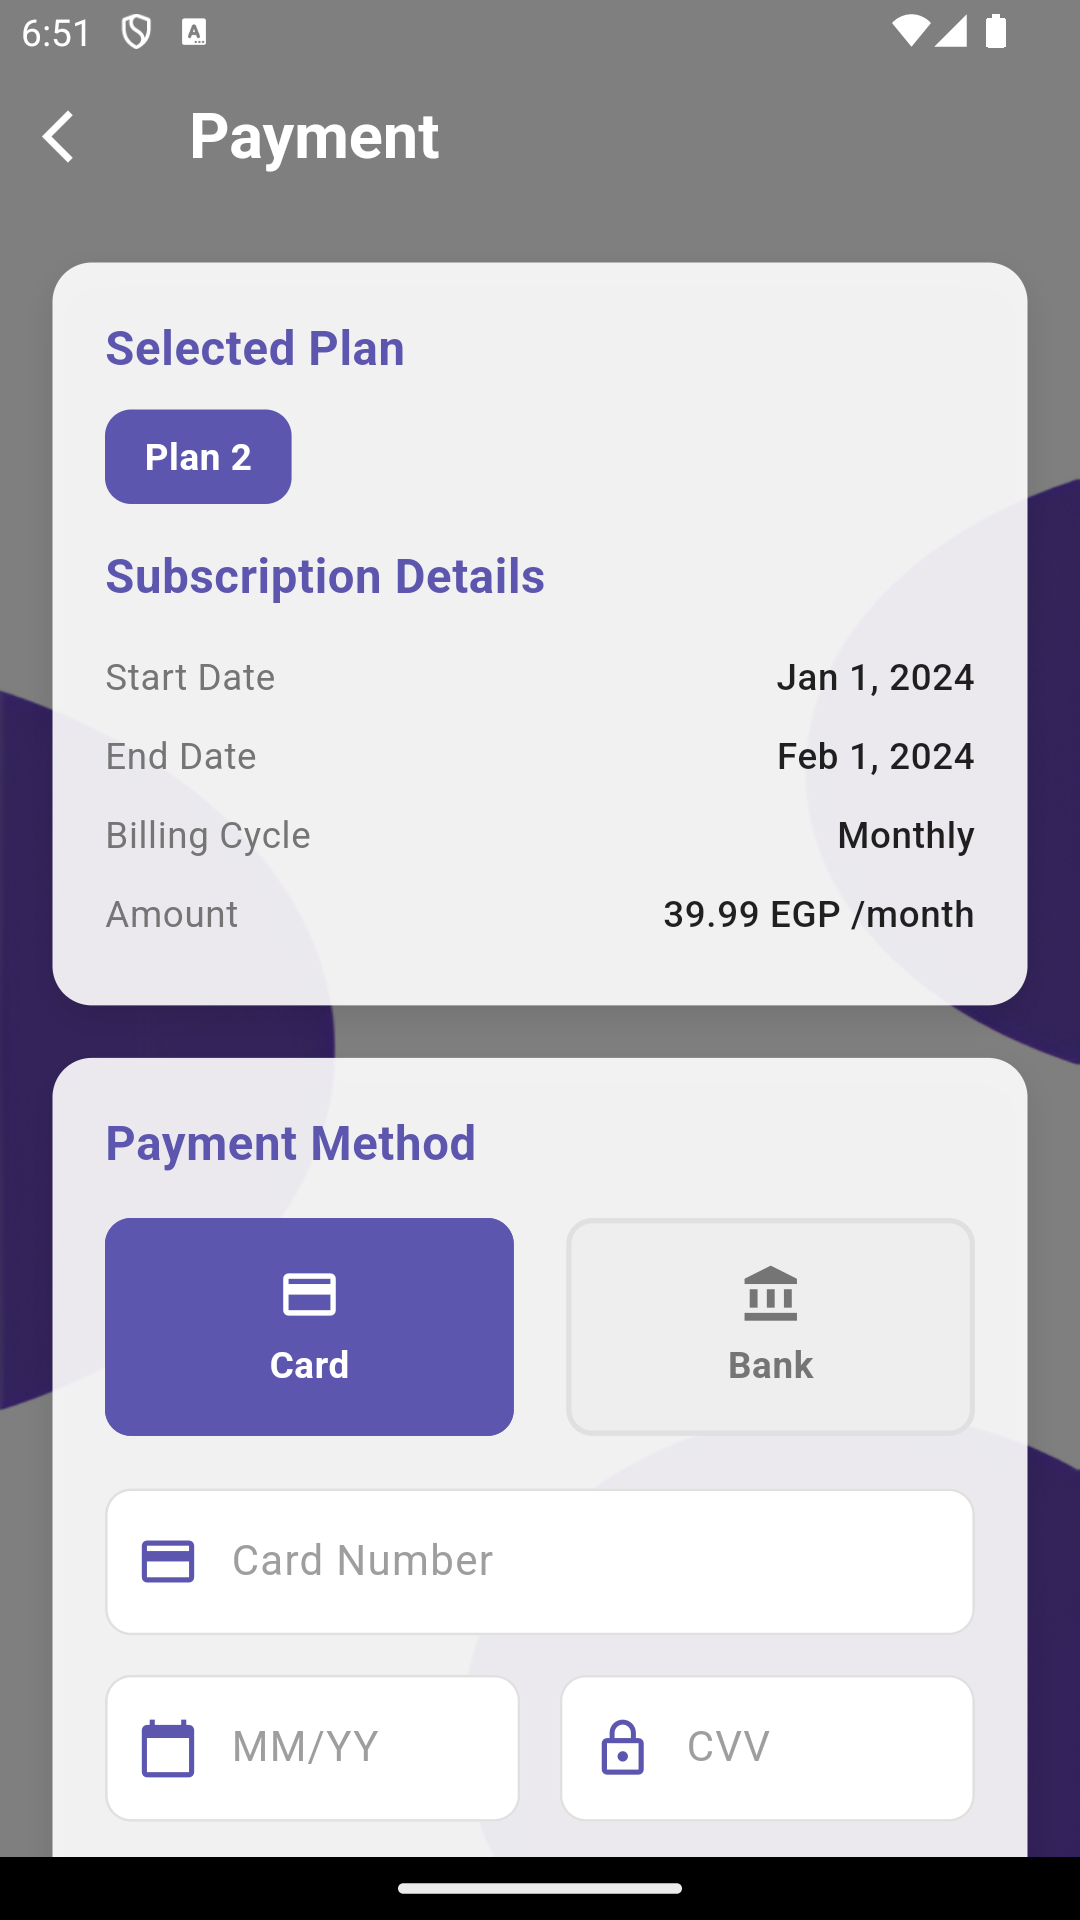 6:51
Payment
Selected Plan
Plan 2
Subscription Details
Start Date Jan 1, 2024
End Date Feb 1, 2024
Billing Cycle Monthly
Amount 39.99 EGP /month
Payment Method
Card Bank
Card Number
MM/YY CVV